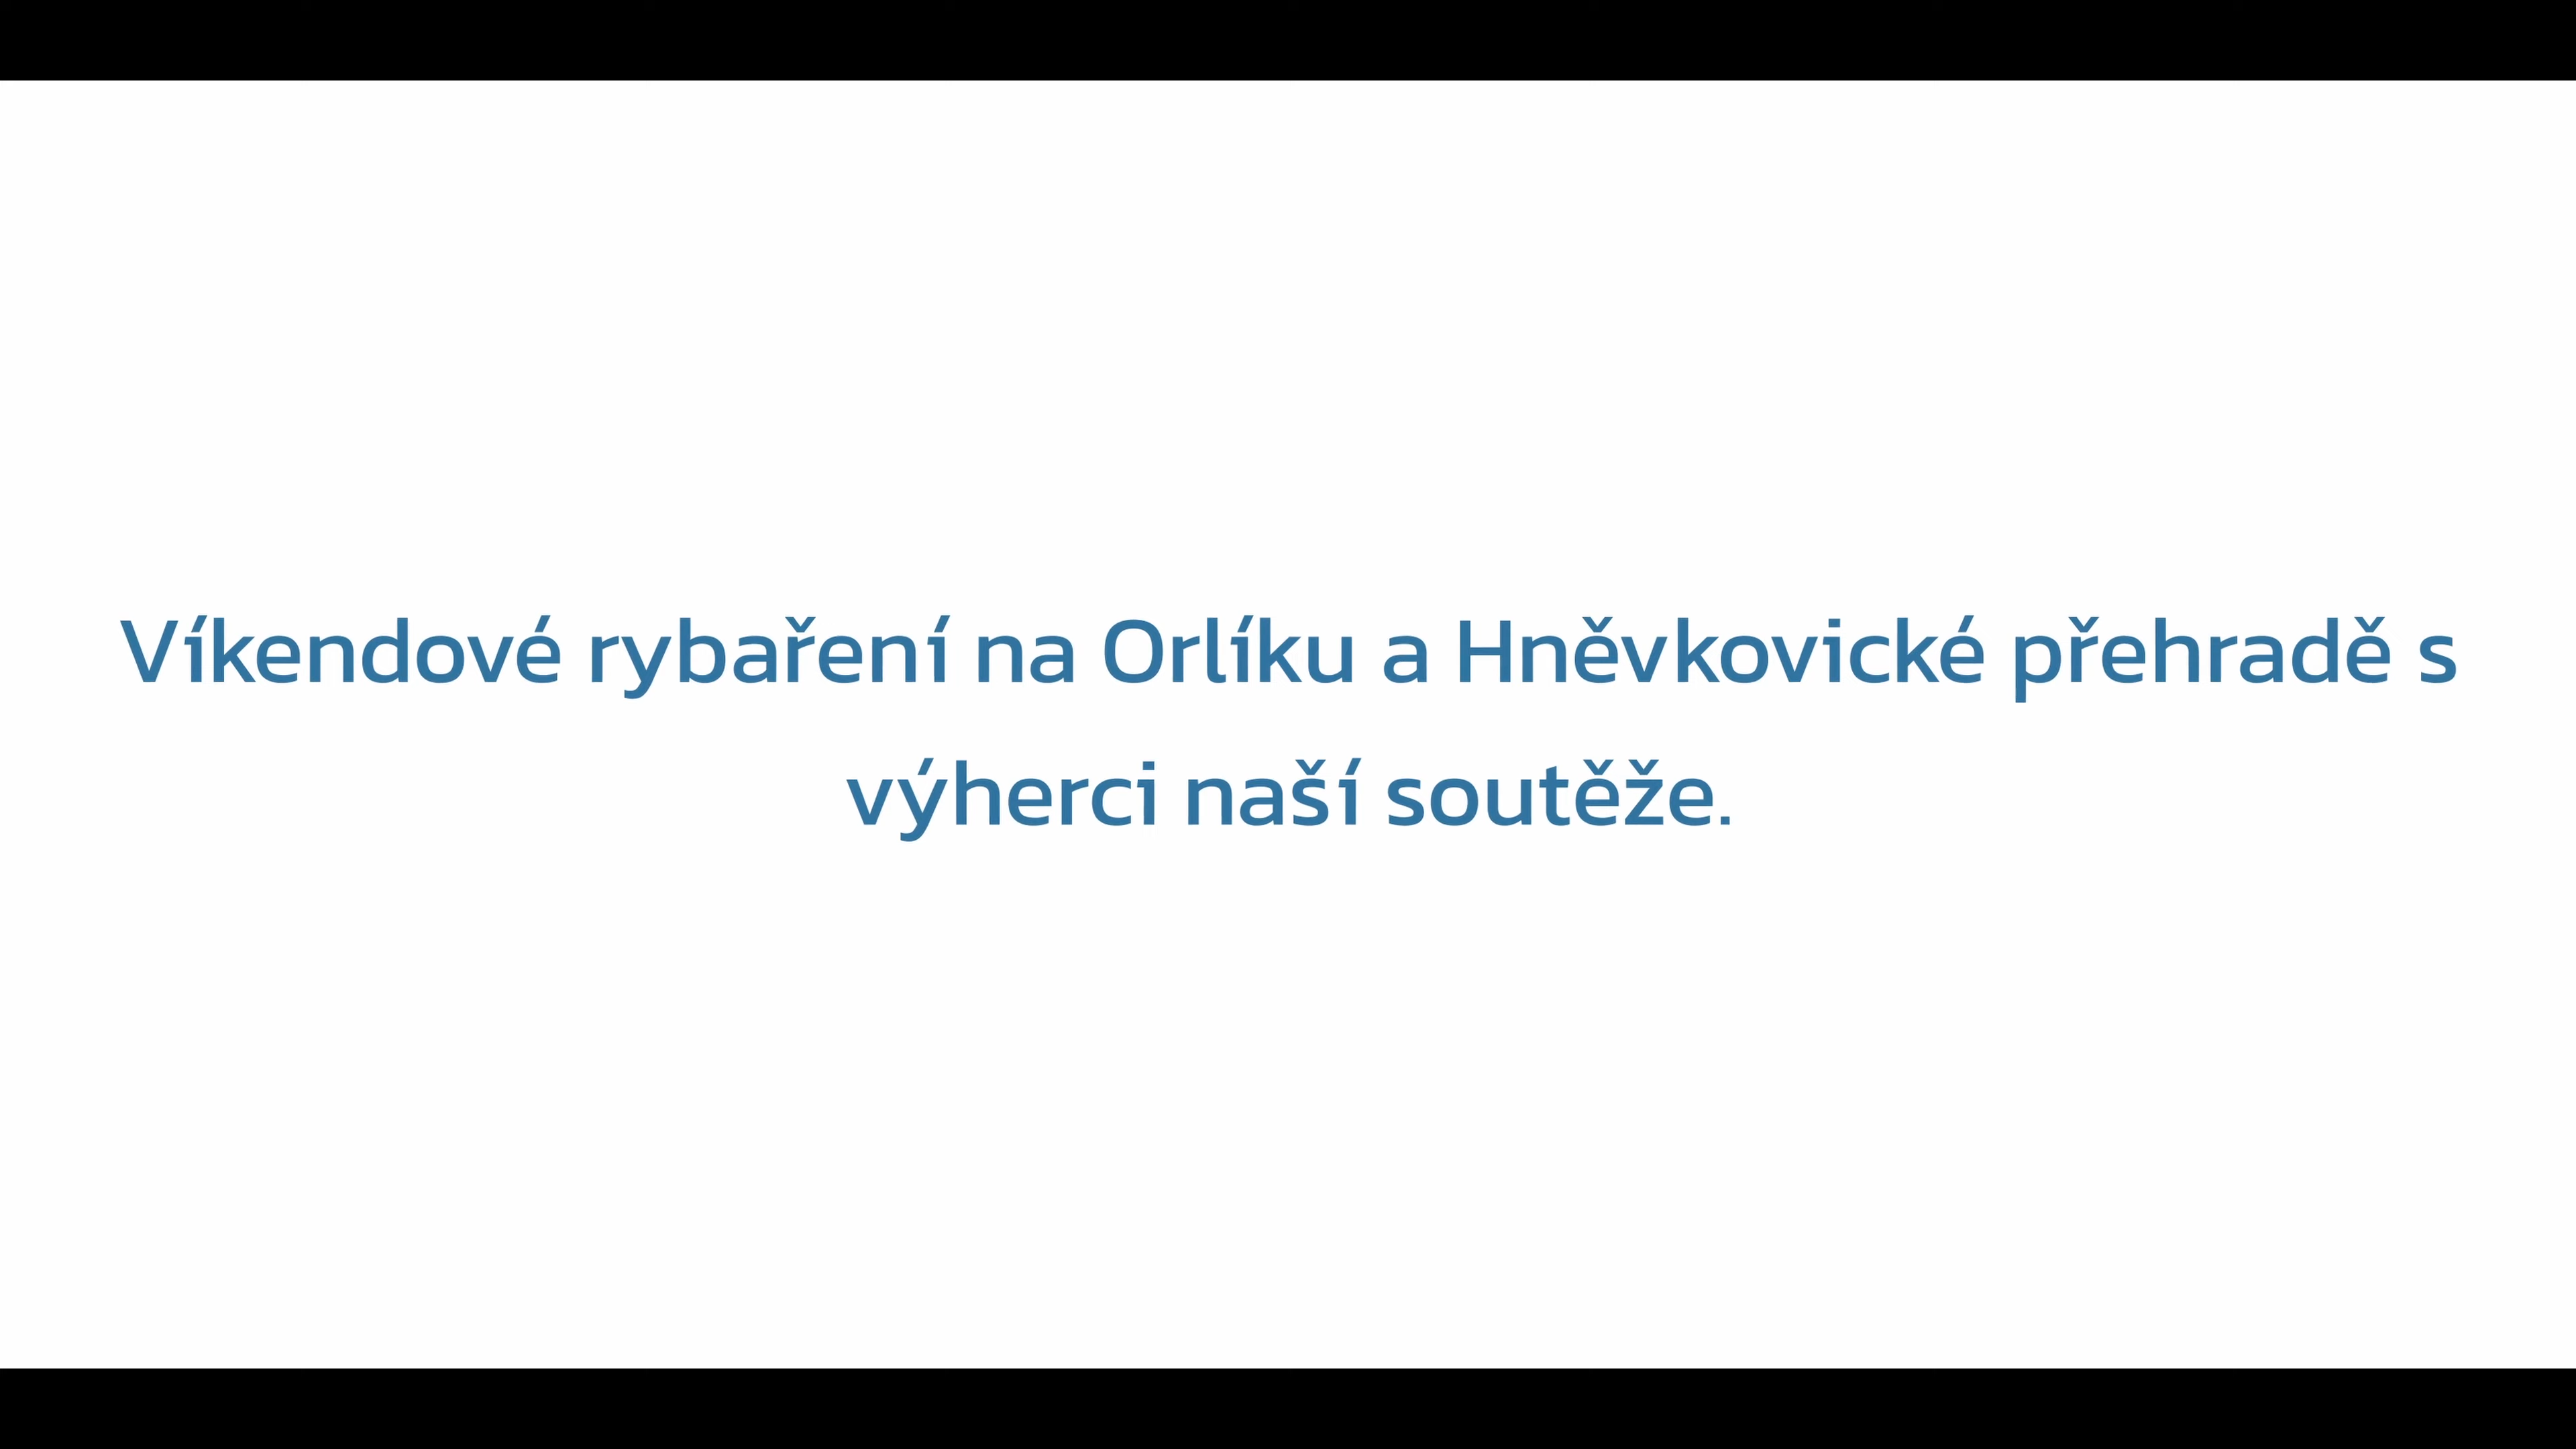 Víkendové rybaření na Orlíku a Hněvkovické přehradě s
výherci naší soutěže.